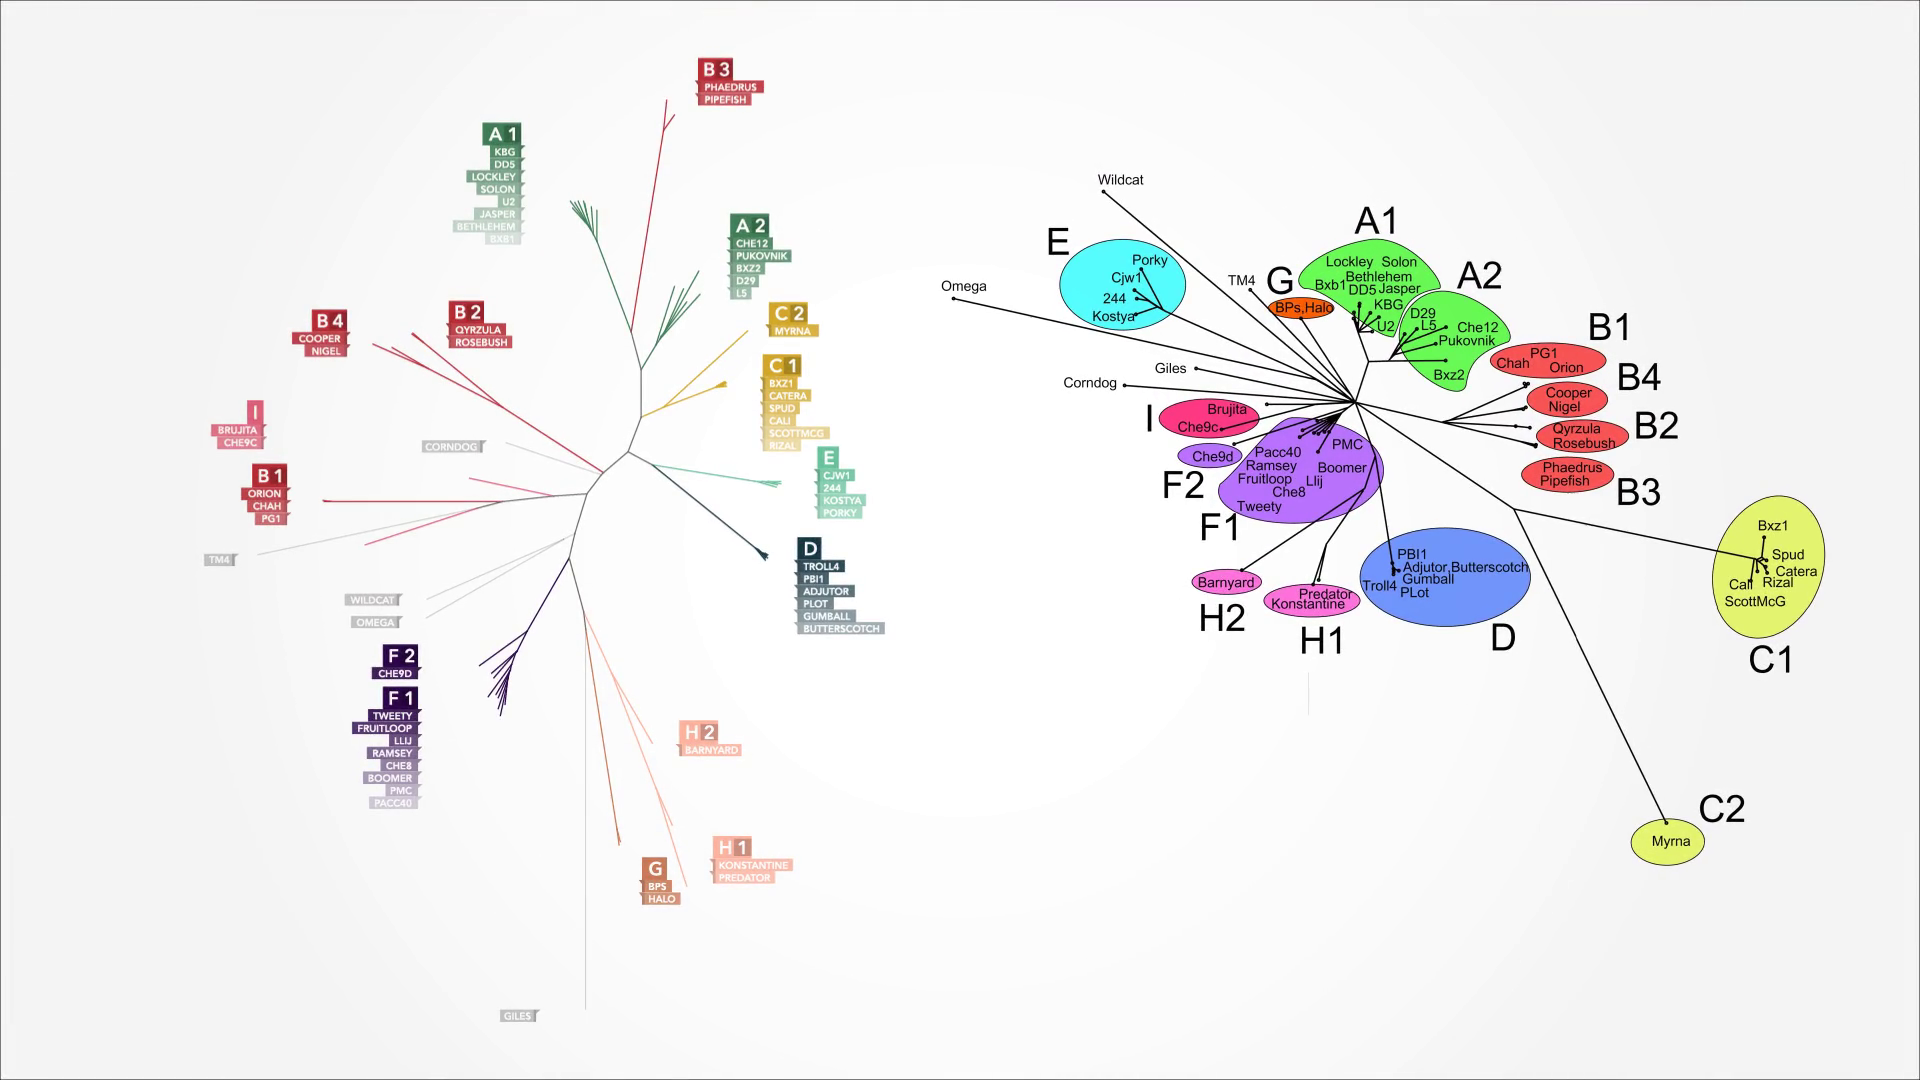 B 3
PHAEDRUS
PIPEFISH
A 1
KBG
DD5
LOCKLEY
SOLON
U2
JASPER
BETHLEHEM
BXB1
A 2
CHE12
PUKOVNIK
BXZ2
D29
L5
B 4
COOPER
NIGEL
B 2
QYRZULA
ROSEBUSH
C 2
MYRNA
C 1
BXZ1
CATERA
SPUD
CALI
SCOTTMCG
RIZAL
I
BRUJITA
CHE9C
CORNDOG
B 1
ORION
CHAH
PG1
E
CJW1
244
KOSTYA
PORKY
TM4
D
TROLL4
PBI1
ADJUTOR
PLOT
GUMBALL
BUTTERSCOTCH
WILDCAT
OMEGA
F 2
CHE9D
F 1
TWEETY
FRUITLOOP
LLIJ
RAMSEY
CHE8
BOOMER
PMC
PACC40
H 2
BARNYARD
H 1
KONSTANTINE
PREDATOR
G
BPS
HALO
GILES
Wildcat
E
Porky
Cjw1
244
Kostya
Omega
TM4
G
BPs,Halo
A1
Lockley Solon
Bethlehem
Bxb1 DD5 Jasper
KBG
U2
A2
D29
L5
Che12
Pukovnik
Bxz2
Giles
Corndog
B1
PG1
Chah
Orion
B4
Cooper
Nigel
B2
Qyrzula
Rosebush
Phaedrus
Pipefish
B3
I
Brujita
Che9c
Che9d
F2
PMC
Pacc40
Ramsey
Boomer
Fruitloop
Llij
Che8
Tweety
F1
Barnyard
H2
Predator
Konstantine
H1
PBI1
Adjutor,Butterscotch
Gumball
Troll4
PLot
D
Bxz1
Spud
Catera
Cali
Rizal
ScottMcG
C1
C2
Myrna